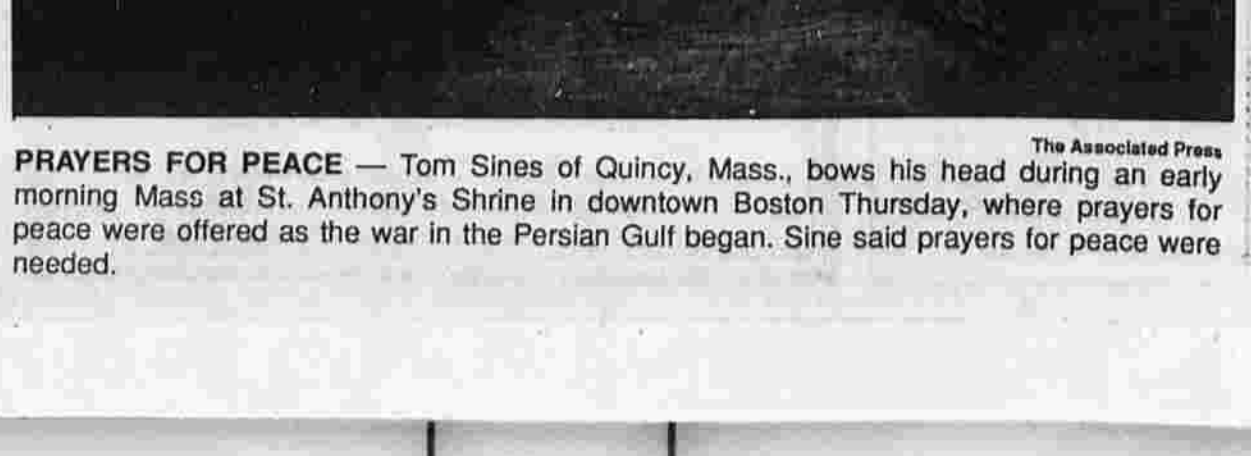 The Associated Press
PRAYERS FOR PEACE — Tom Sines of Quincy, Mass., bows his head during an early
morning Mass at St. Anthony's Shrine in downtown Boston Thursday, where prayers for
peace were offered as the war in the Persian Gulf began. Sine said prayers for peace were
needed.